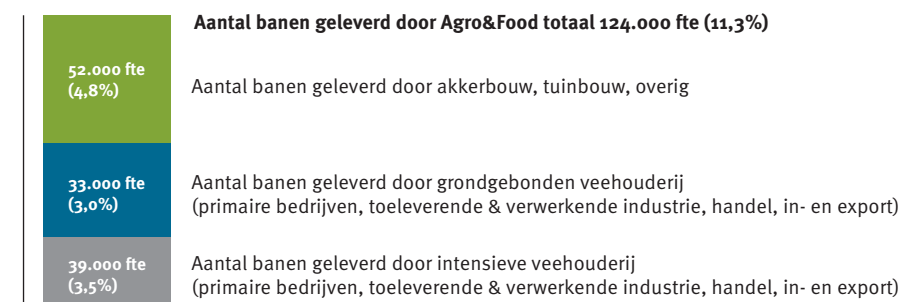 Aantal banen geleverd door Agro&Food totaal 124.000 fte (11,3%)
52.000 fte
(4,8%)
Aantal banen geleverd door akkerbouw, tuinbouw, overig
33.000 fte
(3,0%)
Aantal banen geleverd door grondgebonden veehouderij
(primaire bedrijven, toeleverende & verwerkende industrie, handel, in- en export)
39.000 fte
(3,5%)
Aantal banen geleverd door intensieve veehouderij
(primaire bedrijven, toeleverende & verwerkende industrie, handel, in- en export)